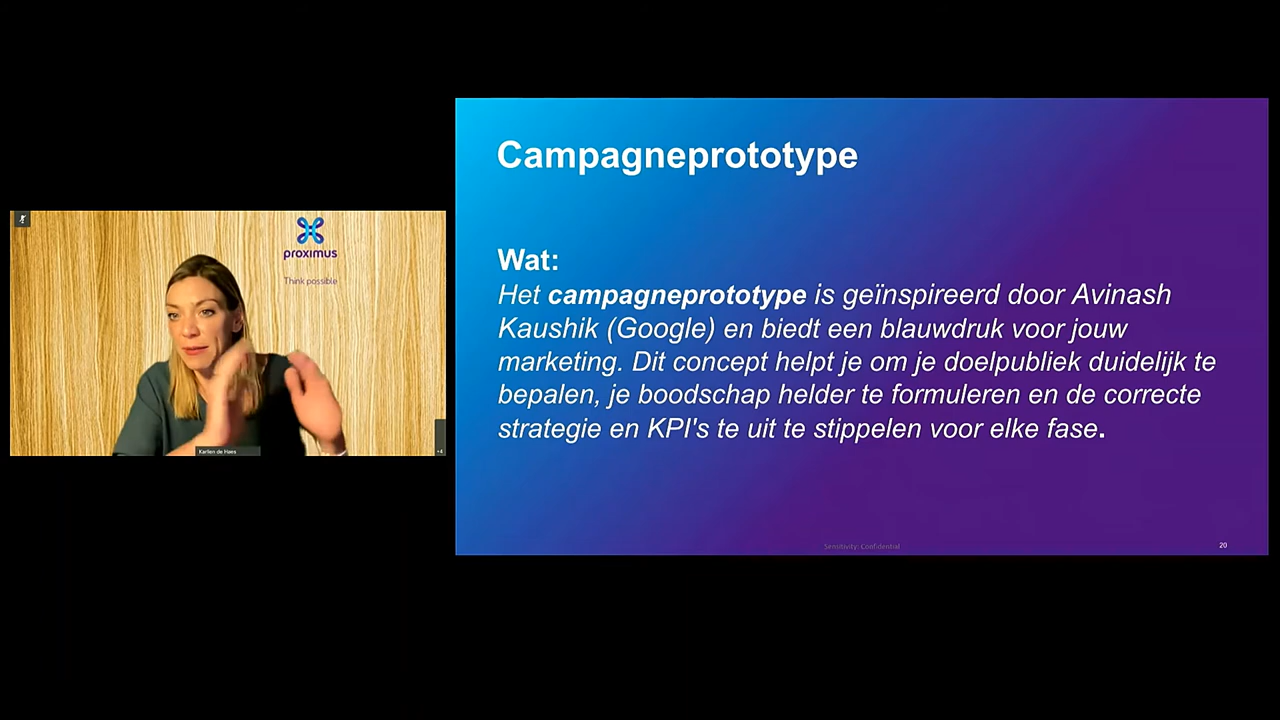 proximus
Think possible
Karlien de Haes
+4
Campagneprototype
Wat:
Het campagneprototype is geïnspireerd door Avinash
Kaushik (Google) en biedt een blauwdruk voor jouw
marketing. Dit concept helpt je om je doelpubliek duidelijk te
bepalen, je boodschap helder te formuleren en de correcte
strategie en KPI's te uit te stippelen voor elke fase.
Sensitivity: Confidential
20